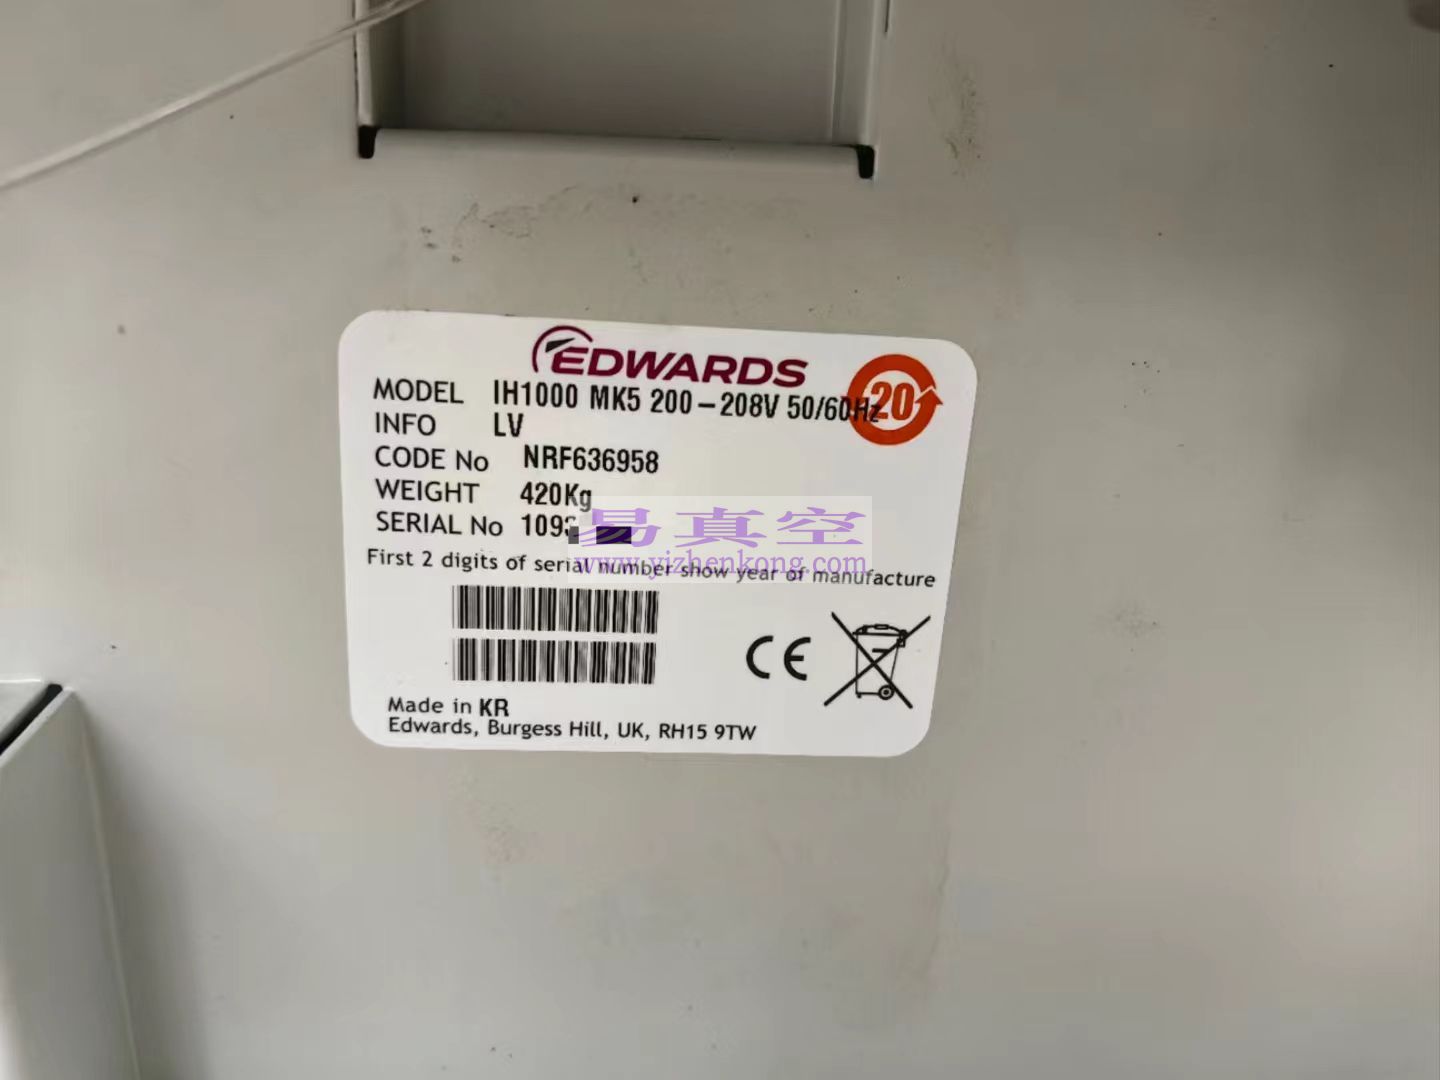 EDWARDS
MODEL IH1000 MK5 200-208V 50/60Hz
20
INFO LV
CODE No NRF636958
WEIGHT 420Kg
SERIAL No 109
易真空
www.yizhenkong.com
First 2 digits of serial number show year of manufacture
CE
Made in KR
Edwards, Burgess Hill, UK, RH15 9TW